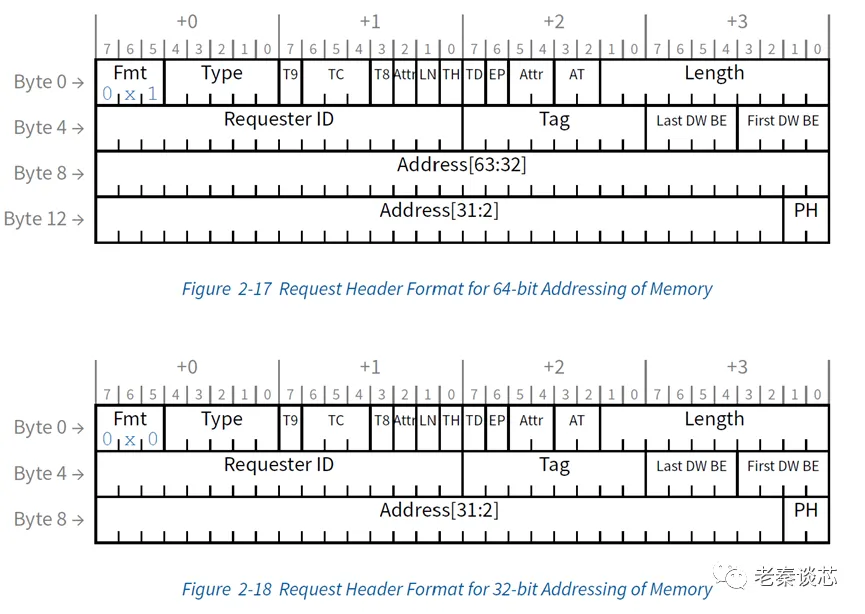 +0 +1 +2 +3
7 6 5 4 3 2 1 0 7 6 5 4 3 2 1 0 7 6 5 4 3 2 1 0 7 6 5 4 3 2 1 0
Byte 0 → Fmt Type T9 TC T8 Attr LN TH TD EP Attr AT Length
0 x 1
Byte 4 → Requester ID Tag Last DW BE First DW BE
Byte 8 → Address[63:32]
Byte 12 → Address[31:2] PH
Figure 2-17 Request Header Format for 64-bit Addressing of Memory
+0 +1 +2 +3
7 6 5 4 3 2 1 0 7 6 5 4 3 2 1 0 7 6 5 4 3 2 1 0 7 6 5 4 3 2 1 0
Byte 0 → Fmt Type T9 TC T8 Attr LN TH TD EP Attr AT Length
0 x 0
Byte 4 → Requester ID Tag Last DW BE First DW BE
Byte 8 → Address[31:2] PH
老秦谈芯
Figure 2-18 Request Header Format for 32-bit Addressing of Memory